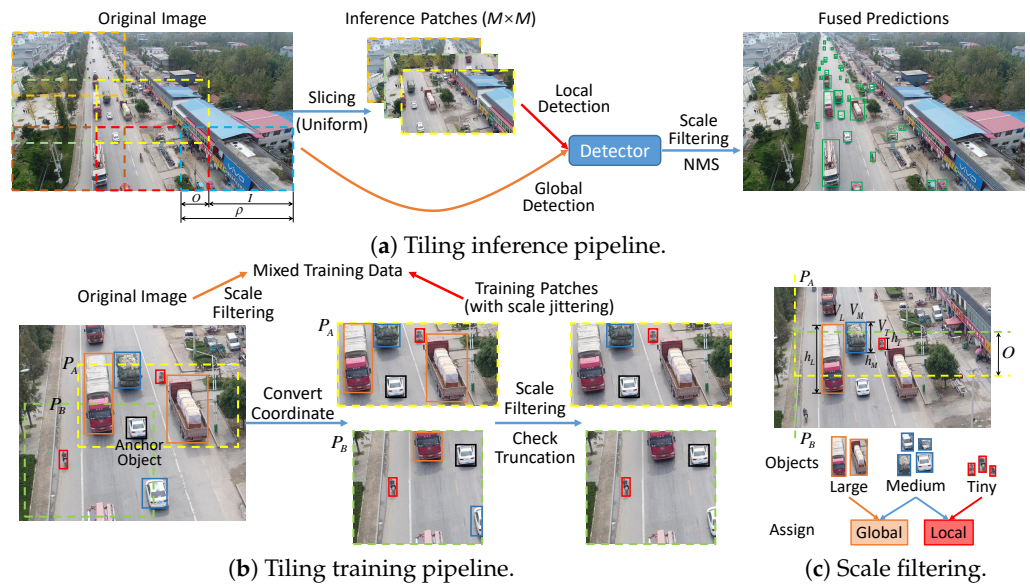 Original Image
Inference Patches (M×M)
Fused Predictions
Slicing
(Uniform)
Local
Detection
Detector
Scale
Filtering
NMS
Global
Detection
O
I
ρ
(a) Tiling inference pipeline.
Mixed Training Data
Original Image
Scale
Filtering
Training Patches
(with scale jittering)
P_A
P_B
Anchor
Object
Convert
Coordinate
P_A
P_B
Scale
Filtering
Check
Truncation
(b) Tiling training pipeline.
P_A
V_L
V_M
h_L
h_M
O
P_B
Objects
Large
Medium
Tiny
Assign
Global
Local
(c) Scale filtering.